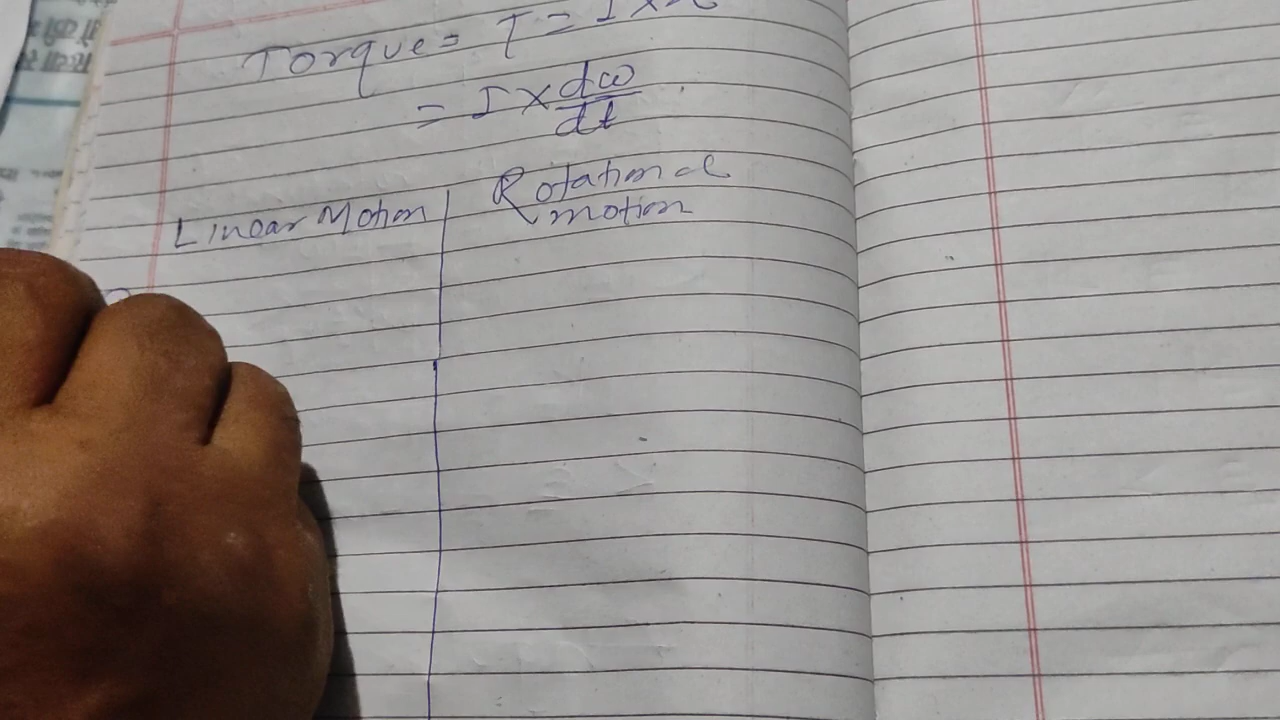 Torque = T = I x α
= I x dω/dt
Linear Motion | Rotational
motion